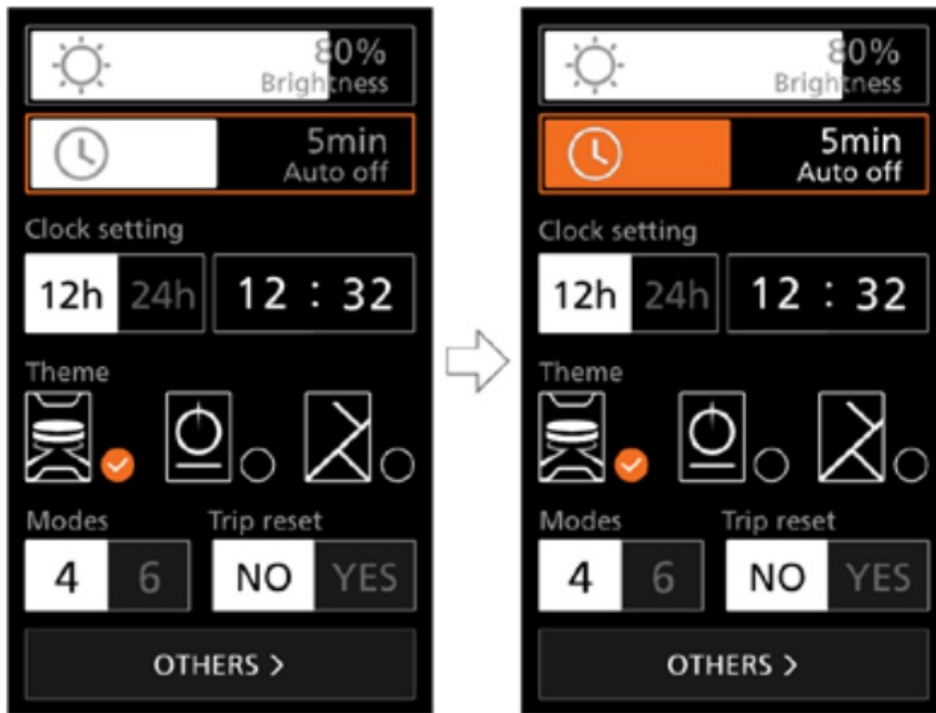 80%
Brightness
5min
Auto off
Clock setting
12h 24h 12 : 32
Theme
Modes Trip reset
4 6 NO YES
OTHERS >
80%
Brightness
5min
Auto off
Clock setting
12h 24h 12 : 32
Theme
Modes Trip reset
4 6 NO YES
OTHERS >